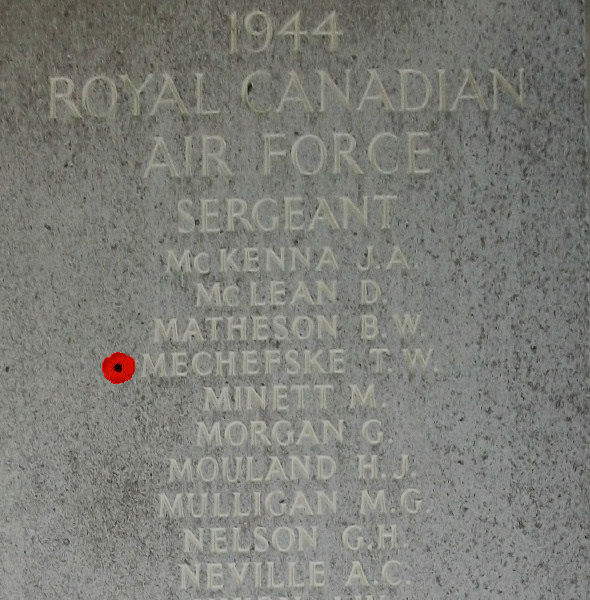 1944
ROYAL CANADIAN
AIR FORCE
SERGEANT
McKENNA J.A.
McLEAN D.
MATHESON B.W.
MECHEFSKE T.W.
MINETT M.
MORGAN G.
MOULAND H.J.
MULLIGAN M.G.
NELSON G.H.
NEVILLE A.C.